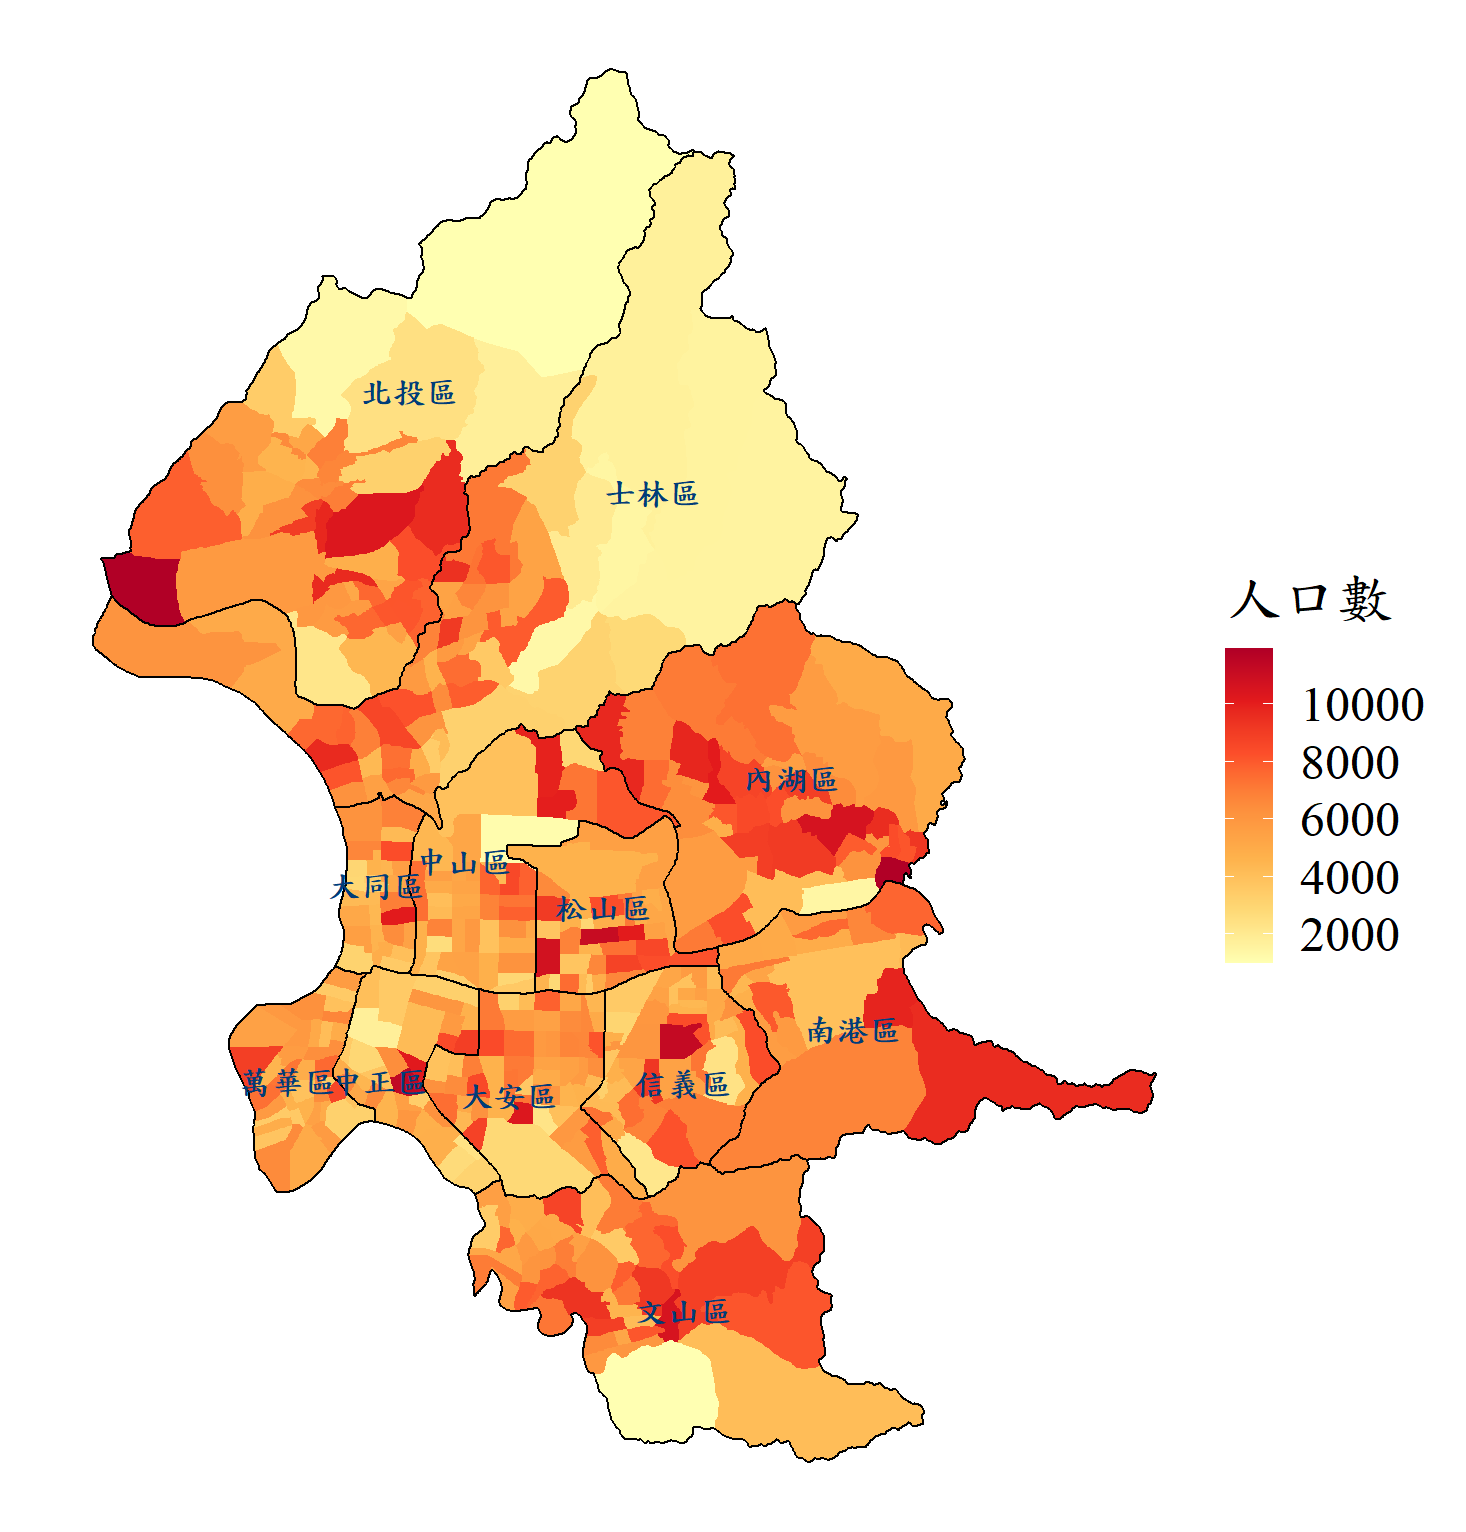 北投區
士林區
人口數
10000
8000
6000
4000
2000
內湖區
中山區
大同區
松山區
南港區
萬華區
中正區
大安區
信義區
文山區